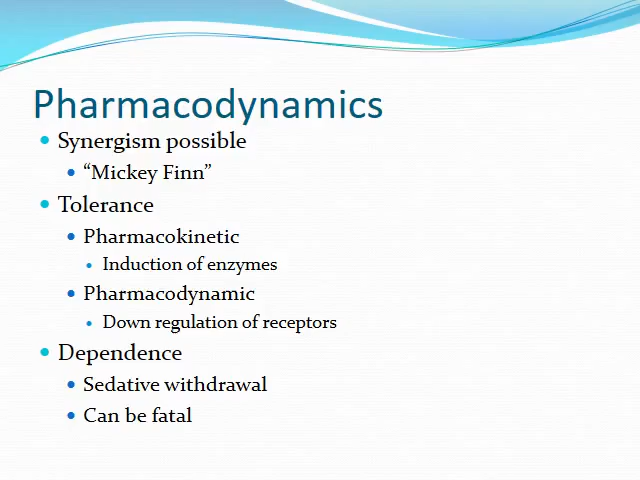 Pharmacodynamics
• Synergism possible
• “Mickey Finn”
• Tolerance
• Pharmacokinetic
• Induction of enzymes
• Pharmacodynamic
• Down regulation of receptors
• Dependence
• Sedative withdrawal
• Can be fatal